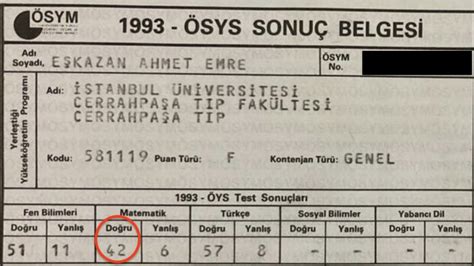 ÖSYM 1993 - ÖSYS SONUÇ BELGESİ
Adı Soyadı, EŞKAZAN AHMET EMRE
ÖSYM No.
Yerleştiği Yükseköğretim Programı
Adı: İSTANBUL ÜNİVERSİTESİ
CERRAHPAŞA TIP FAKÜLTESİ
CERRAHPAŞA TIP
Kodu: 581119 Puan Türü: F Kontenjan Türü: GENEL
1993 - ÖYS Test Sonuçları
Fen Bilimleri Matematik Türkçe Sosyal Bilimler Yabancı Dil
Doğru Yanlış Doğru Yanlış Doğru Yanlış Doğru Yanlış Doğru Yanlış
51 11 42 6 57 8 - - - -